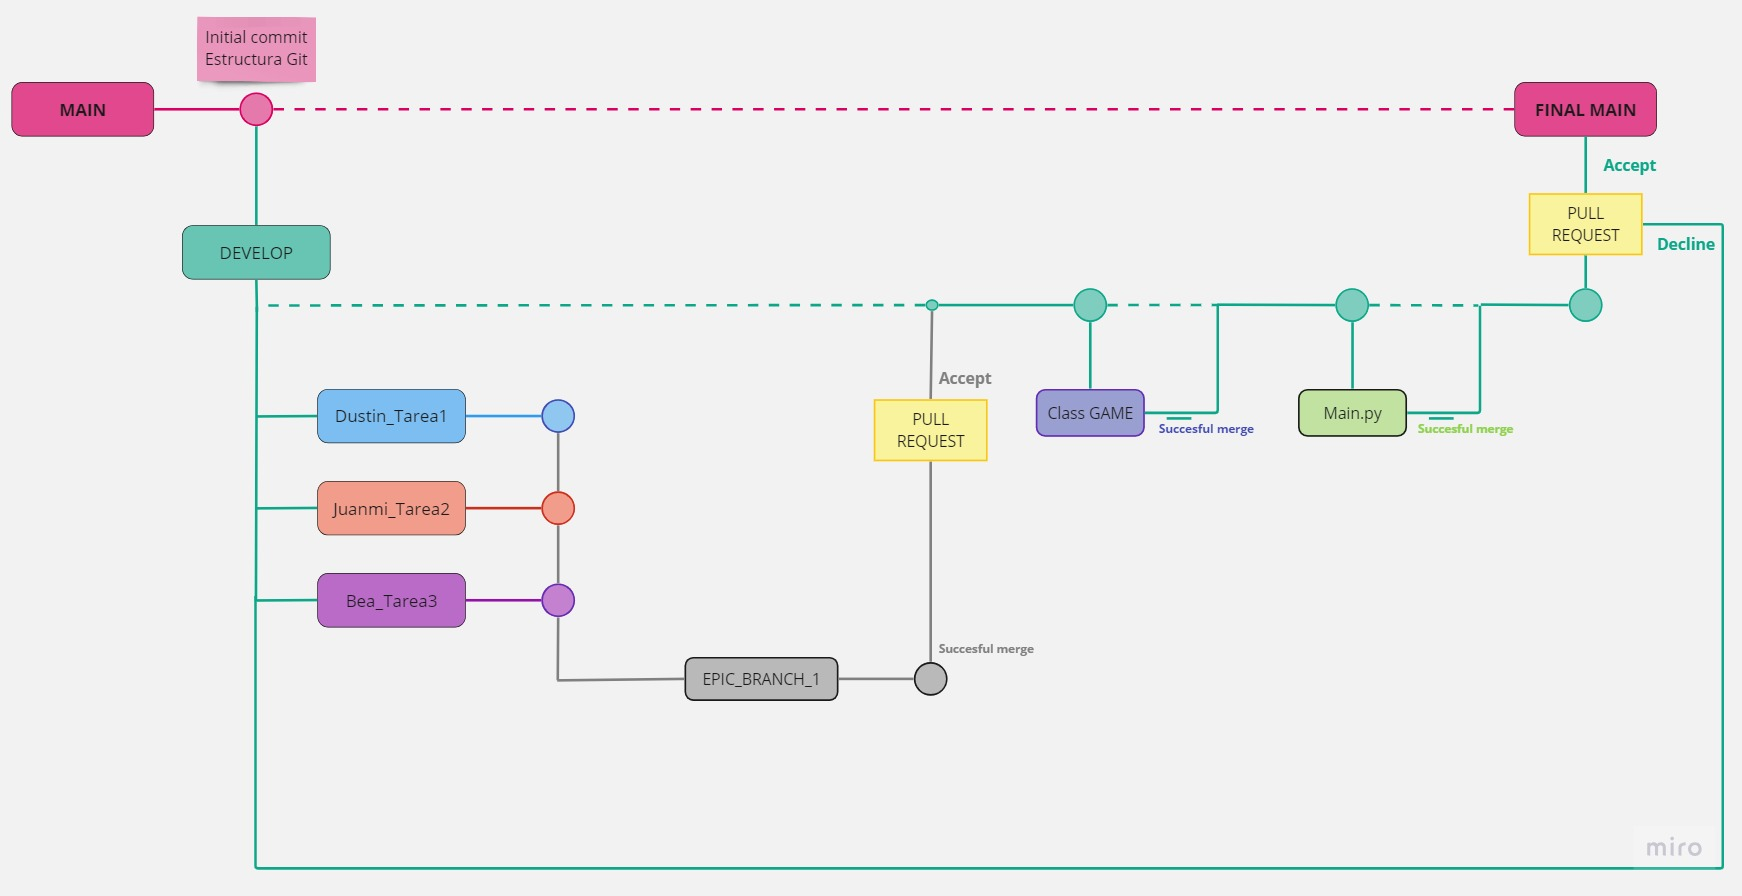 Initial commit
Estructura Git
MAIN
FINAL MAIN
Accept
PULL
REQUEST
Decline
DEVELOP
Accept
PULL
REQUEST
Class GAME
Succesful merge
Main.py
Succesful merge
Dustin_Tarea1
Juanmi_Tarea2
Bea_Tarea3
Succesful merge
EPIC_BRANCH_1
miro